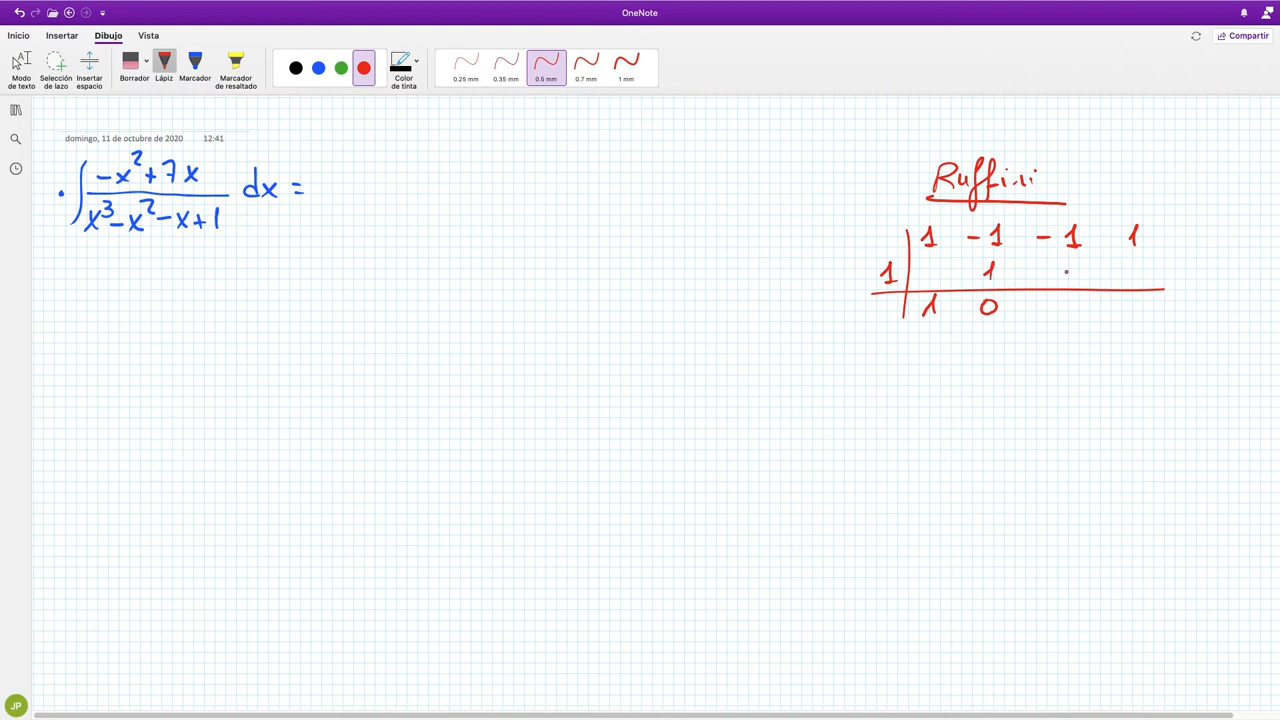 OneNote
Inicio Insertar Dibujo Vista
Compartir
Modo de texto
Selección de lazo
Insertar espacio
Borrador
Lápiz
Marcador
Marcador de resaltado
Color de tinta
0.25 mm 0.35 mm 0.5 mm 0.7 mm 1 mm
domingo, 11 de octubre de 2020 12:41
· ∫ (-x² + 7x)/(x³ - x² - x + 1) dx =
Ruffini
1 -1 -1 1
1 1
1 0
JP